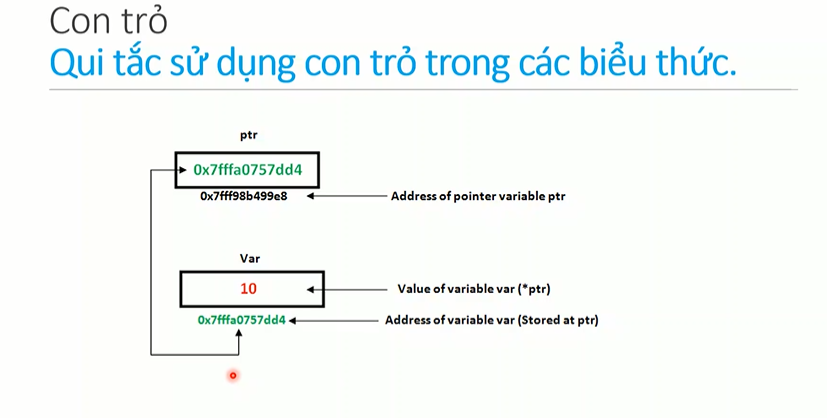 Con trỏ
Qui tắc sử dụng con trỏ trong các biểu thức.
ptr
0x7fffa0757dd4
0x7fff98b499e8
Address of pointer variable ptr
Var
10
Value of variable var (*ptr)
0x7fffa0757dd4
Address of variable var (Stored at ptr)